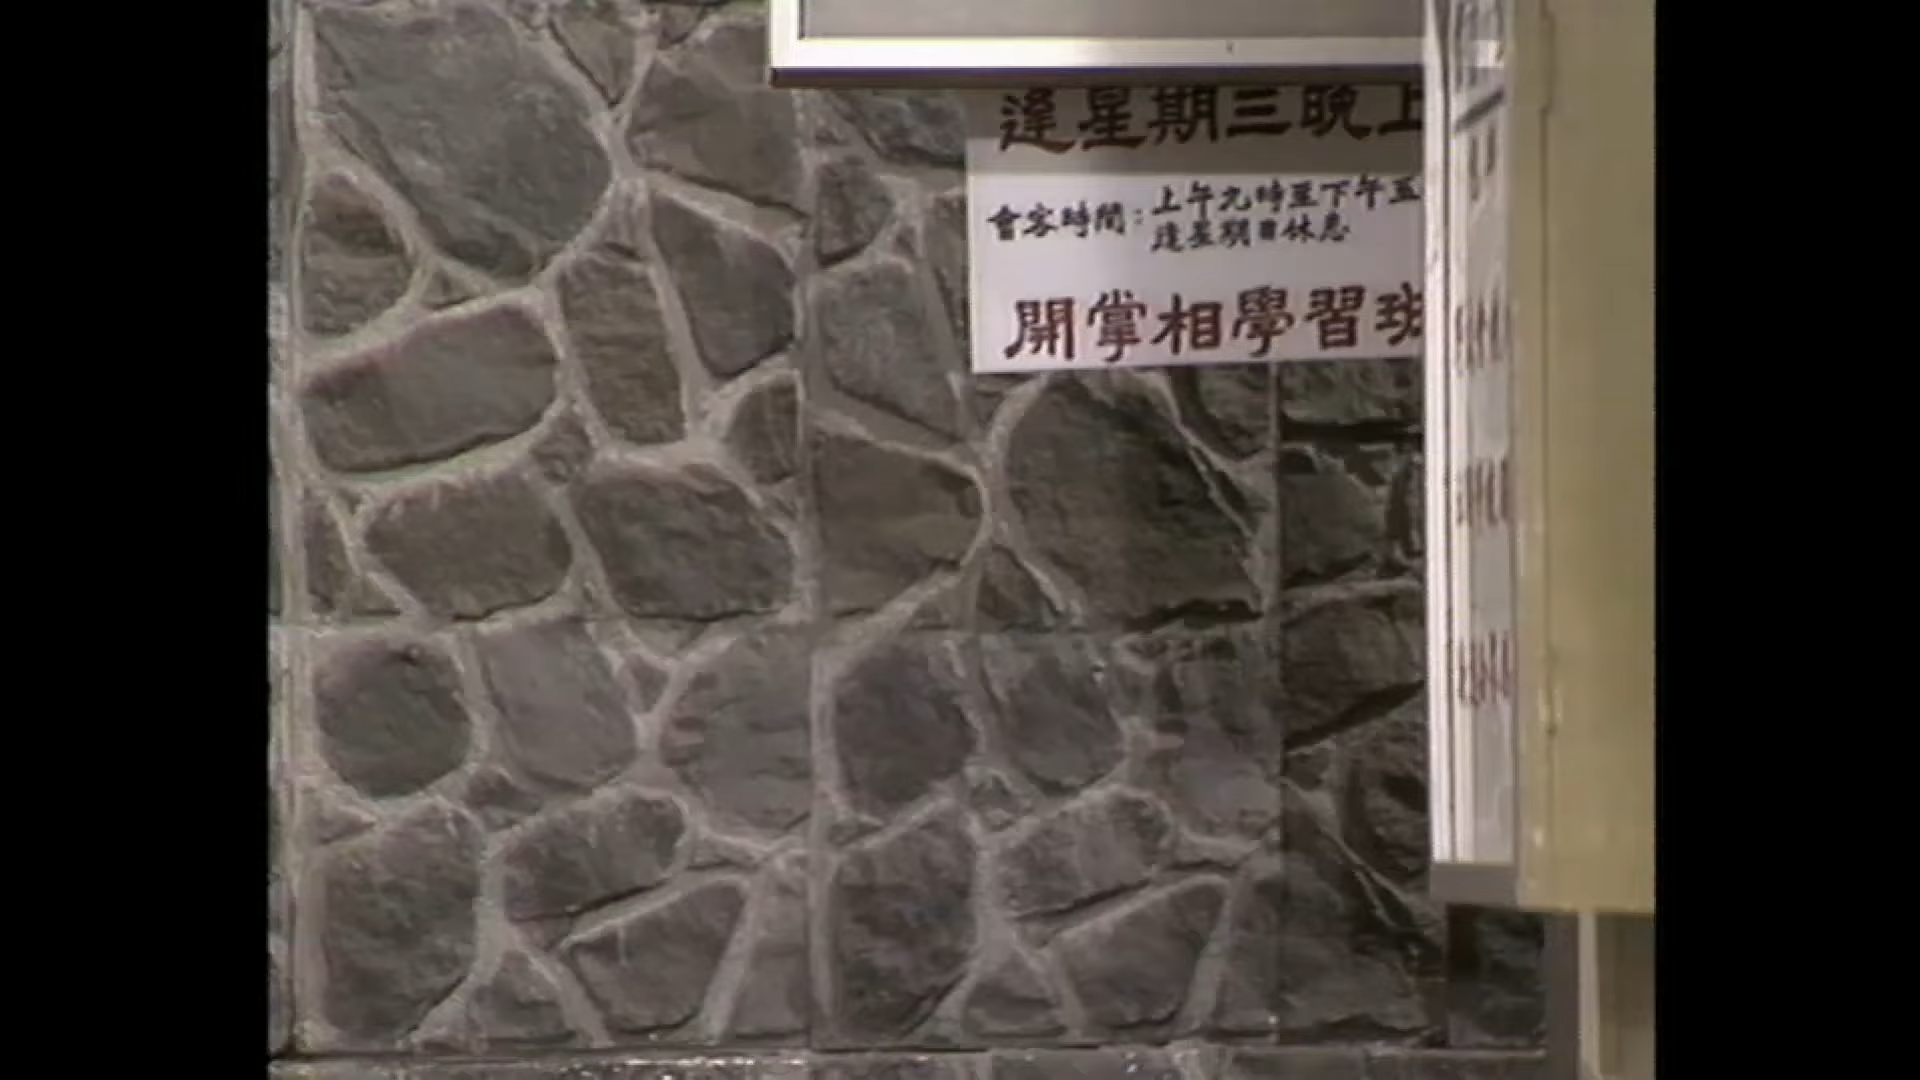 逢星期三晚上
會客時間：上午九時至下午五
逢星期日休息
開掌相學習班